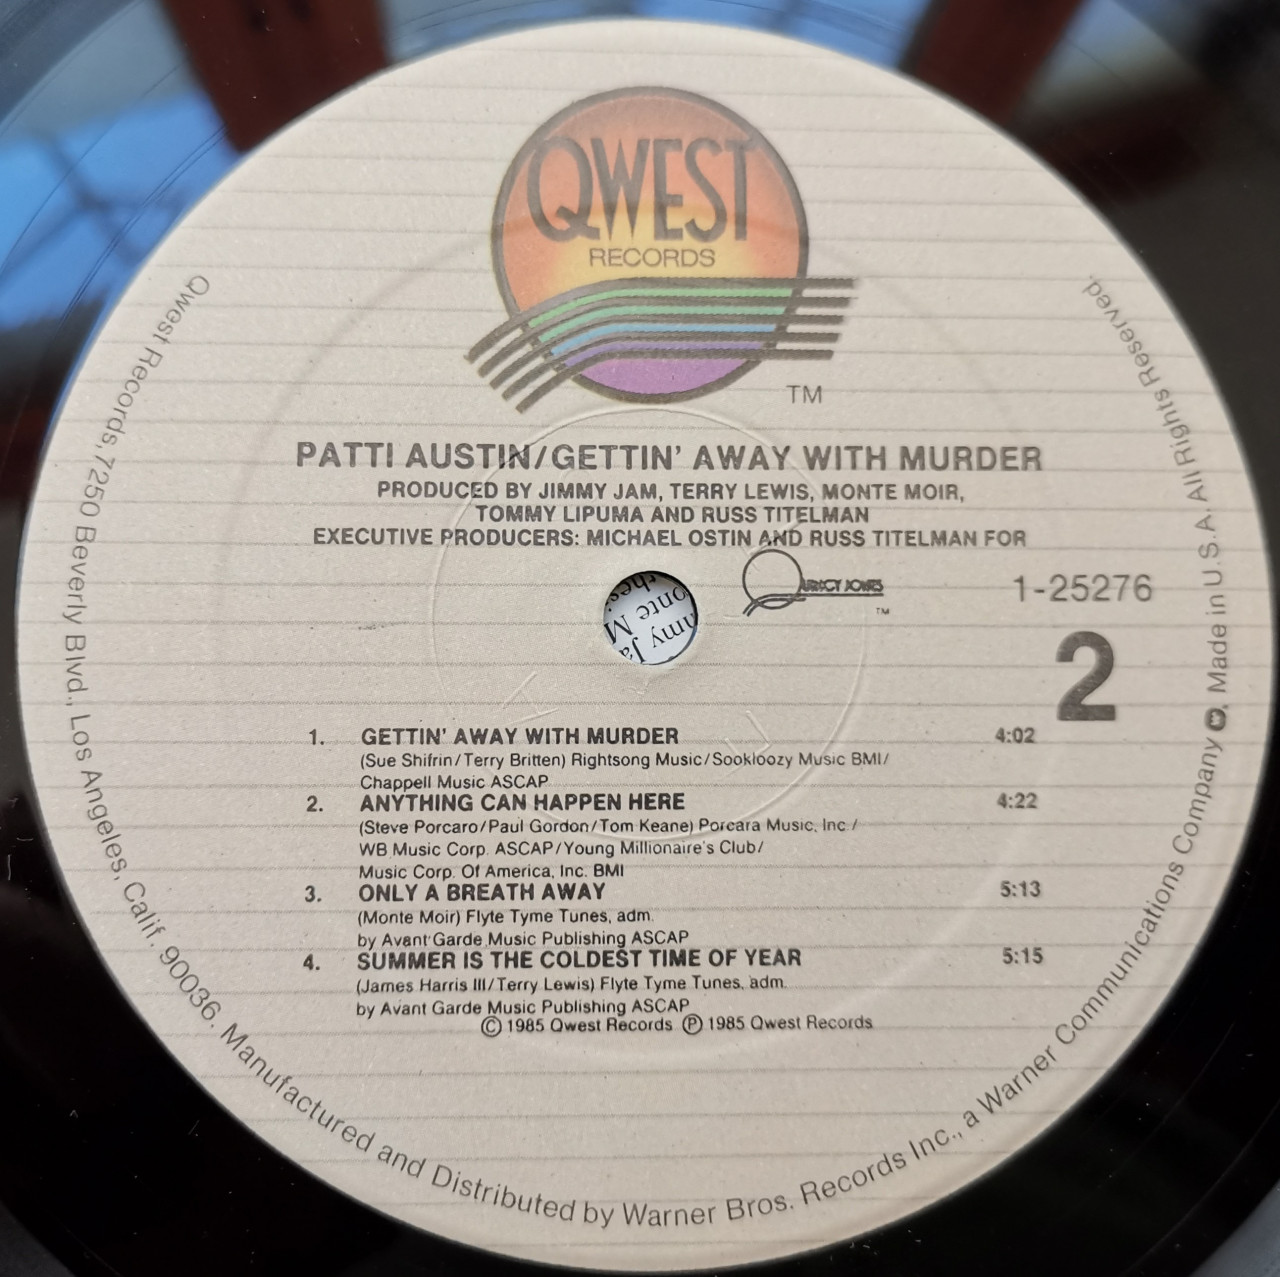 QWEST
RECORDS
TM
PATTI AUSTIN/GETTIN' AWAY WITH MURDER
PRODUCED BY JIMMY JAM, TERRY LEWIS, MONTE MOIR,
TOMMY LIPUMA AND RUSS TITELMAN
EXECUTIVE PRODUCERS: MICHAEL OSTIN AND RUSS TITELMAN FOR
QUINCY JONES
TM
1-25276
2
1. GETTIN' AWAY WITH MURDER 4:02
(Sue Shifrin/Terry Britten) Rightsong Music/Sookloozy Music BMI/
Chappell Music ASCAP
2. ANYTHING CAN HAPPEN HERE 4:22
(Steve Porcaro/Paul Gordon/Tom Keane) Porcara Music, Inc./
WB Music Corp. ASCAP/Young Millionaire's Club/
Music Corp. Of America, Inc. BMI
3. ONLY A BREATH AWAY 5:13
(Monte Moir) Flyte Tyme Tunes, adm.
by Avant Garde Music Publishing ASCAP
4. SUMMER IS THE COLDEST TIME OF YEAR 5:15
(James Harris III/Terry Lewis) Flyte Tyme Tunes, adm.
by Avant Garde Music Publishing ASCAP
© 1985 Qwest Records ℗ 1985 Qwest Records
Qwest Records, 7250 Beverly Blvd., Los Angeles, Calif. 90036. Manufactured and Distributed by Warner Bros. Records Inc., a Warner Communications Company. Made in U.S.A. All Rights Reserved.